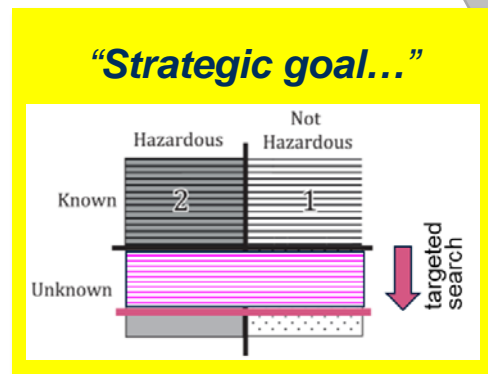 “Strategic goal…”
Not
Hazardous
Hazardous
Known
2
1
Unknown
targeted
search